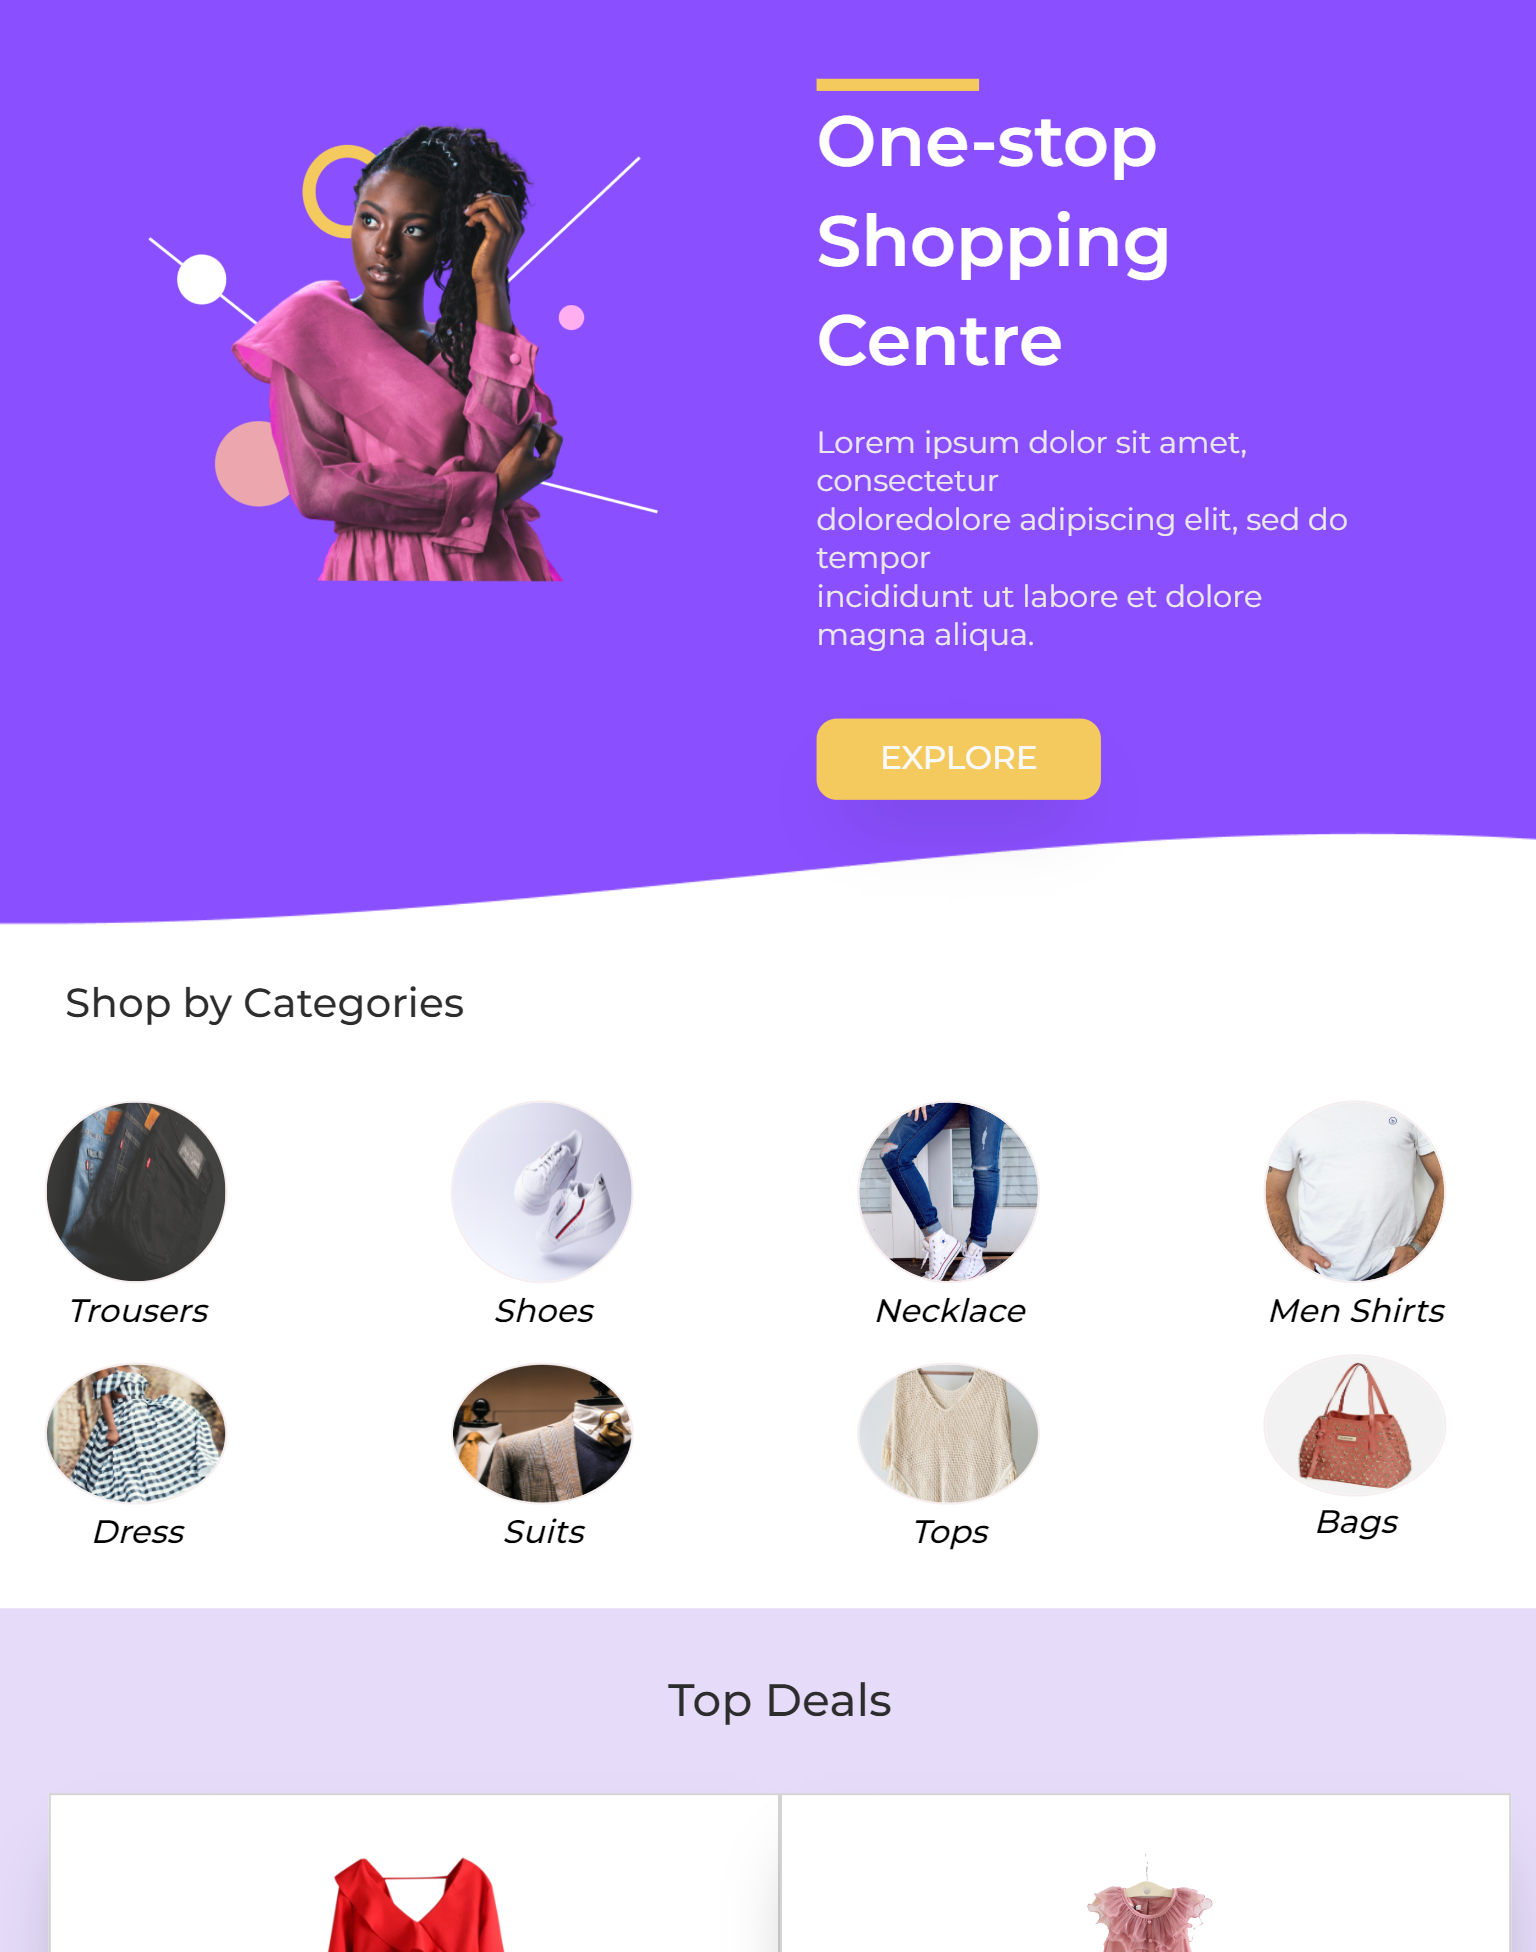 One-stop
Shopping
Centre
Lorem ipsum dolor sit amet,
consectetur
doloredolore adipiscing elit, sed do
tempor
incididunt ut labore et dolore
magna aliqua.
EXPLORE
Shop by Categories
Trousers
Shoes
Necklace
Men Shirts
Dress
Suits
Tops
Bags
Top Deals